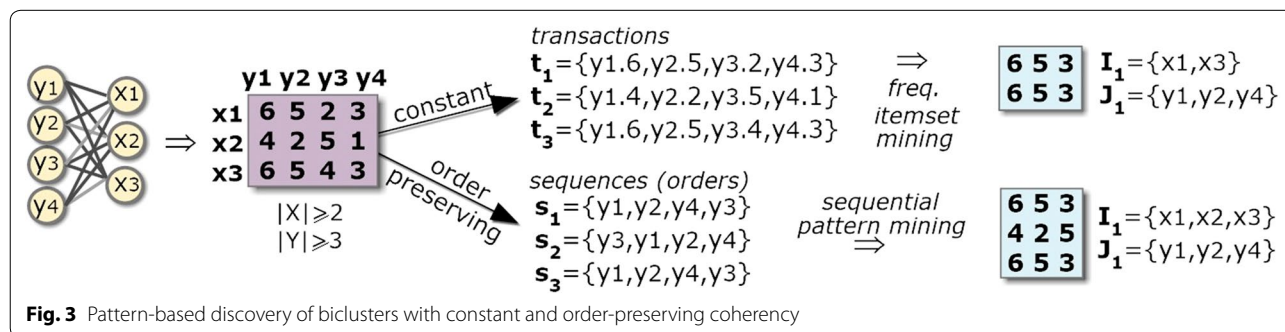 y1
y2
y3
y4
x1
x2
x3
⇒
y1 y2 y3 y4
x1 6 5 2 3
x2 4 2 5 1
x3 6 5 4 3
|X|⩾2
|Y|⩾3
constant
order
preserving
transactions
t1={y1.6,y2.5,y3.2,y4.3}
t2={y1.4,y2.2,y3.5,y4.1}
t3={y1.6,y2.5,y3.4,y4.3}
⇒
freq.
itemset
mining
6 5 3
6 5 3
I1={x1,x3}
J1={y1,y2,y4}
sequences (orders)
s1={y1,y2,y4,y3}
s2={y3,y1,y2,y4}
s3={y1,y2,y4,y3}
sequential
pattern mining
⇒
6 5 3
4 2 5
6 5 3
I1={x1,x2,x3}
J1={y1,y2,y4}
Fig. 3 Pattern-based discovery of biclusters with constant and order-preserving coherency